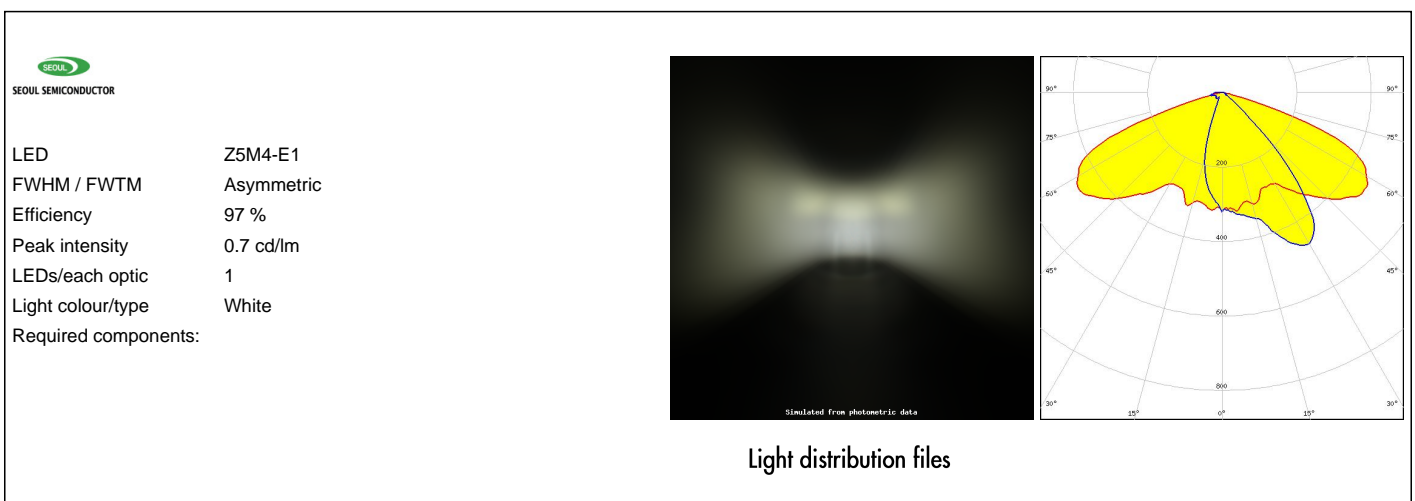 SEOUL
SEOUL SEMICONDUCTOR
LED Z5M4-E1
FWHM / FWTM Asymmetric
Efficiency 97 %
Peak intensity 0.7 cd/lm
LEDs/each optic 1
Light colour/type White
Required components:
Simulated from photometric data
90° 90°
75° 75°
200
60° 60°
400
45° 45°
600
800
30° 30°
15° 0° 15°
Light distribution files